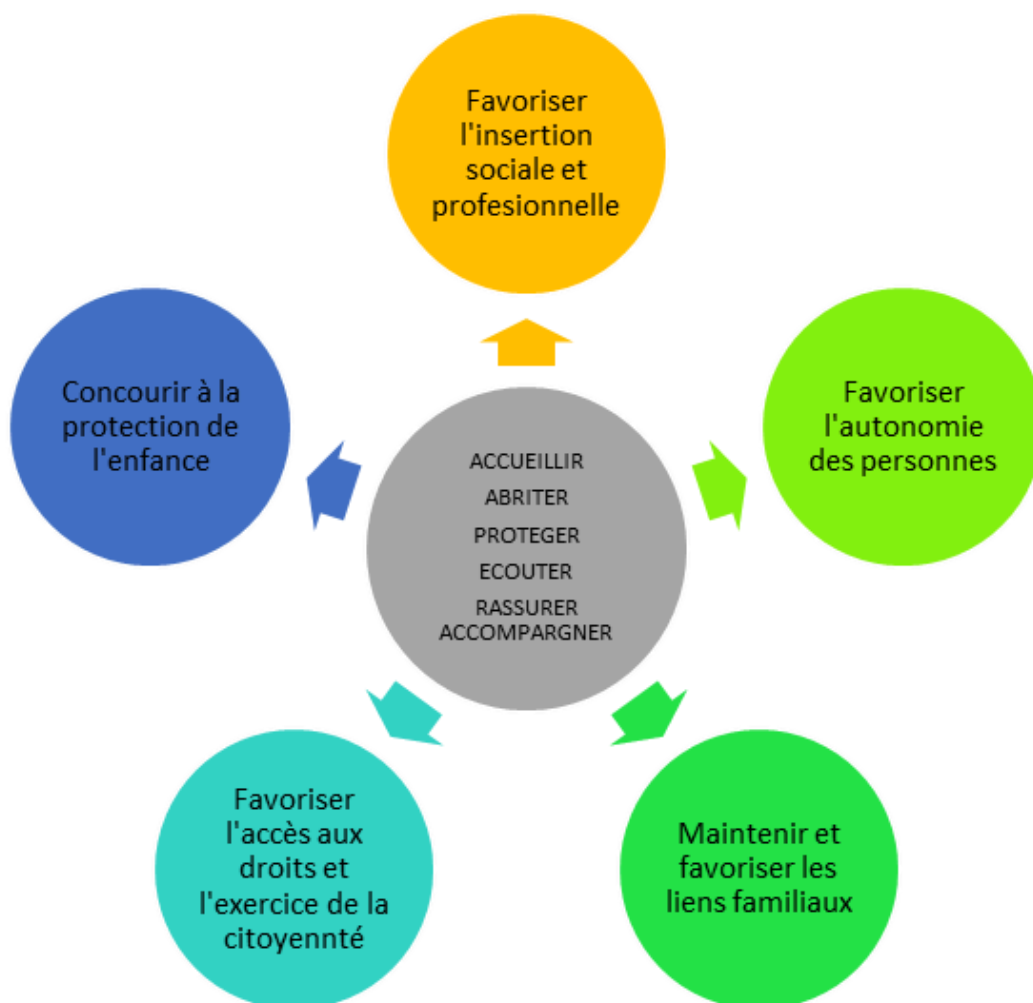 Favoriser
l'insertion
sociale et
profesionnelle
Concourir à la
protection de
l'enfance
Favoriser
l'autonomie
des personnes
ACCUEILLIR
ABRITER
PROTEGER
ECOUTER
RASSURER
ACCOMPARGNER
Favoriser
l'accès aux
droits et
l'exercice de la
citoyennté
Maintenir et
favoriser les
liens familiaux